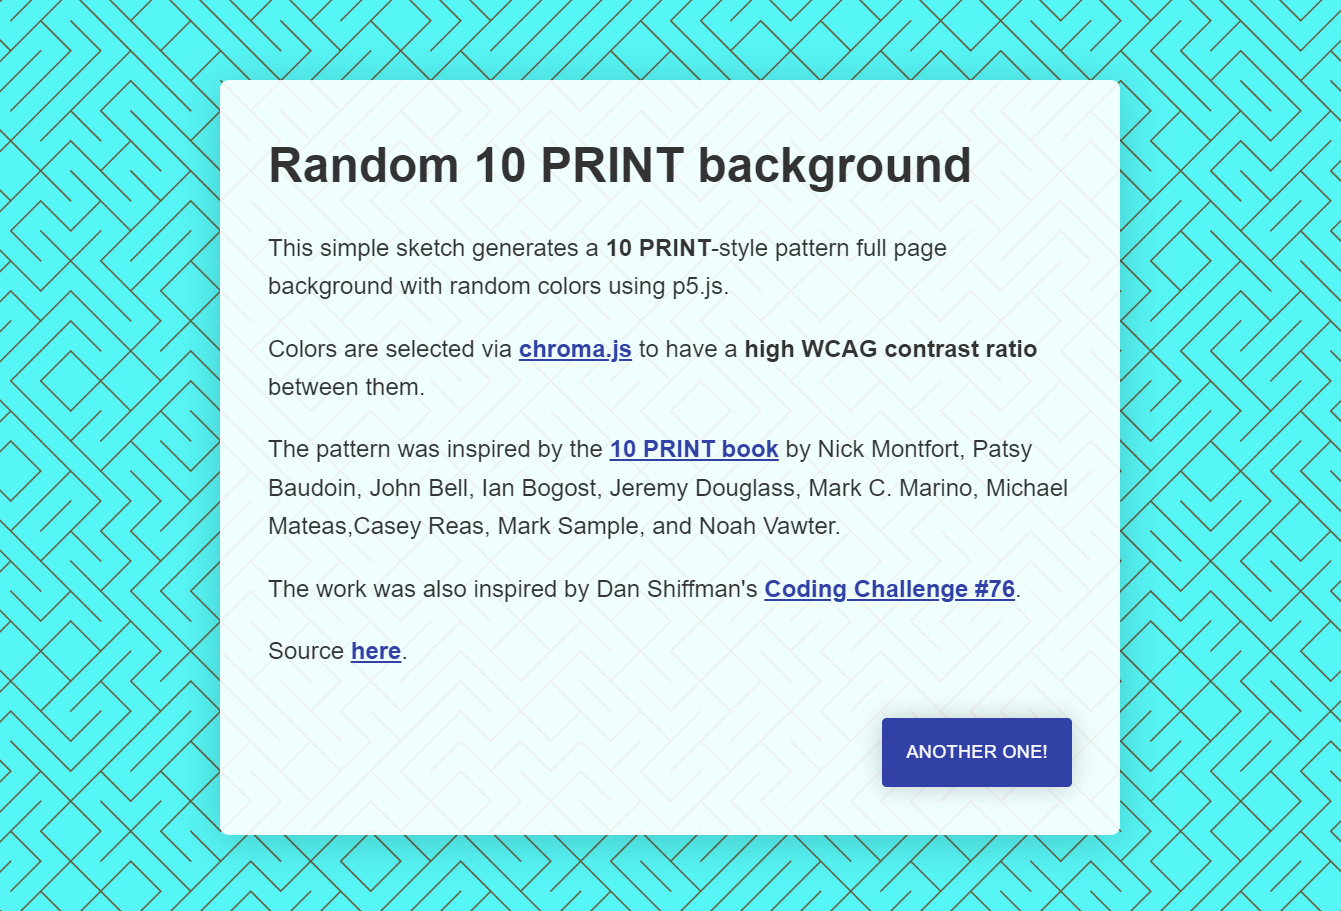 Random 10 PRINT background
This simple sketch generates a 10 PRINT-style pattern full page
background with random colors using p5.js.
Colors are selected via chroma.js to have a high WCAG contrast ratio
between them.
The pattern was inspired by the 10 PRINT book by Nick Montfort, Patsy
Baudoin, John Bell, Ian Bogost, Jeremy Douglass, Mark C. Marino, Michael
Mateas,Casey Reas, Mark Sample, and Noah Vawter.
The work was also inspired by Dan Shiffman's Coding Challenge #76.
Source here.
ANOTHER ONE!